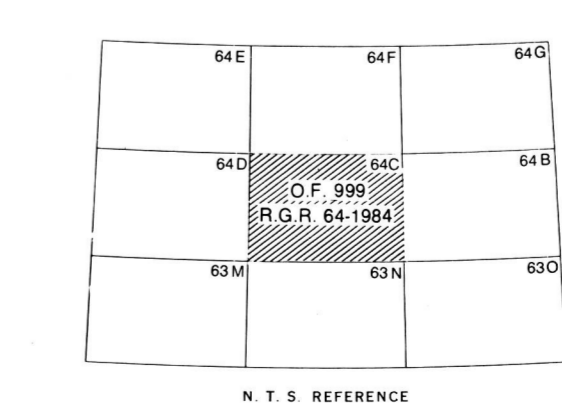 64E 64F 64G
64D 64C 64B
O.F. 999
R.G.R. 64-1984
63M 63N 63O
N. T. S. REFERENCE